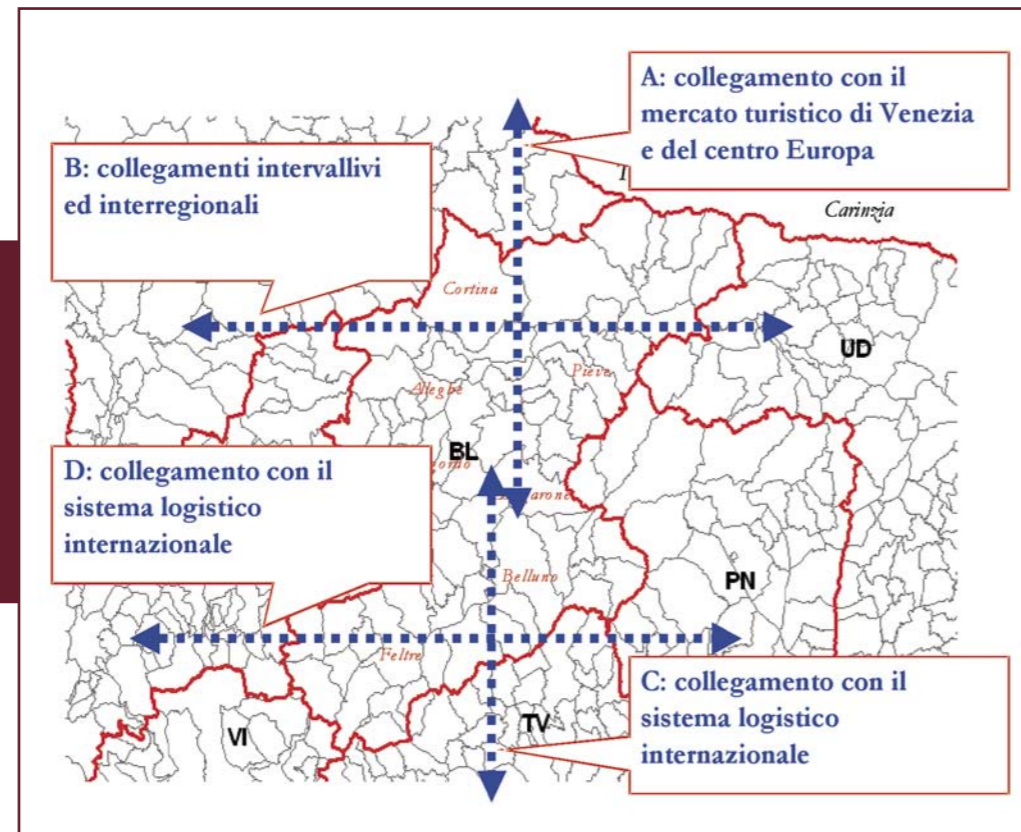 A: collegamento con il
mercato turistico di Venezia
e del centro Europa
B: collegamenti intervallivi
ed interregionali
Carinzia
Cortina
UD
Pieve
Alleghe
BL
D: collegamento con il
sistema logistico
internazionale
Belluno
PN
Feltre
C: collegamento con il
sistema logistico
internazionale
VI
TV